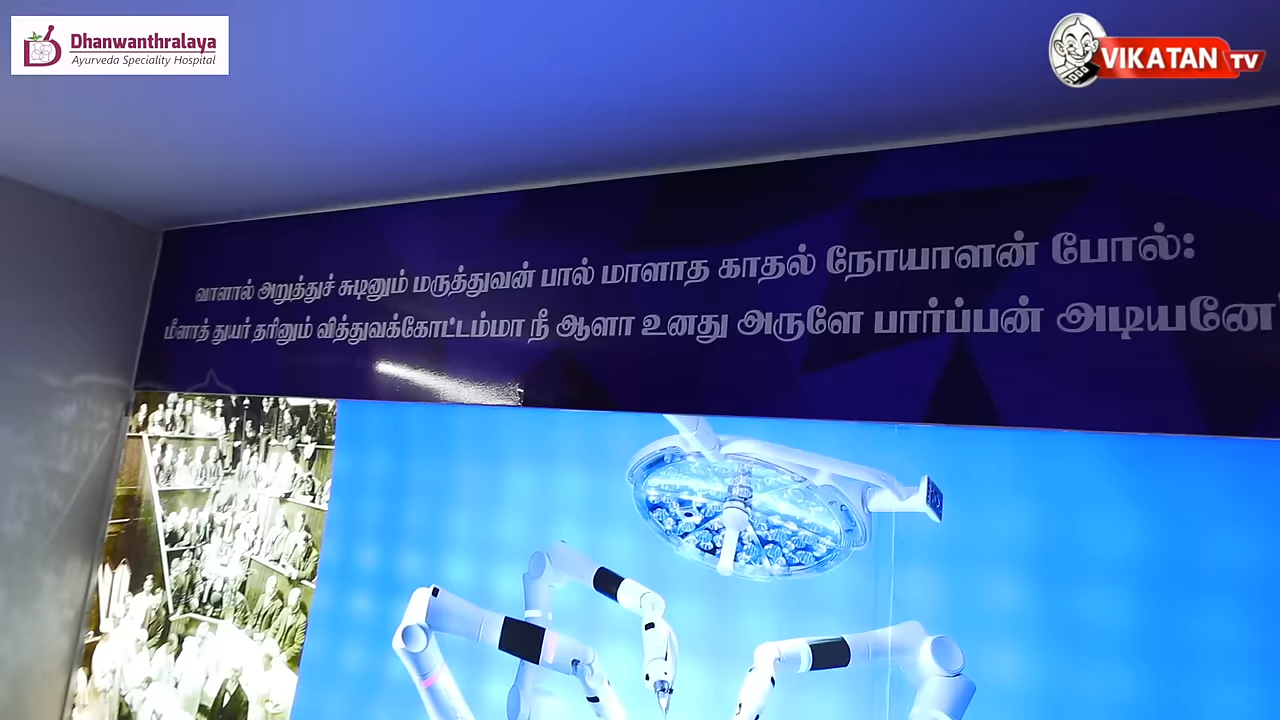 Dhanwanthralaya
Ayurveda Speciality Hospital
VIKATAN TV
வாளால் அறுத்துச் சுடினும் மருத்துவன் பால் மாளாத காதல் நோயாளன் போல்:
மீளாத் துயர் தரினும் வித்துவக்கோட்டம்மா நீ ஆளா உனது அருளே பார்ப்பன் அடியனே